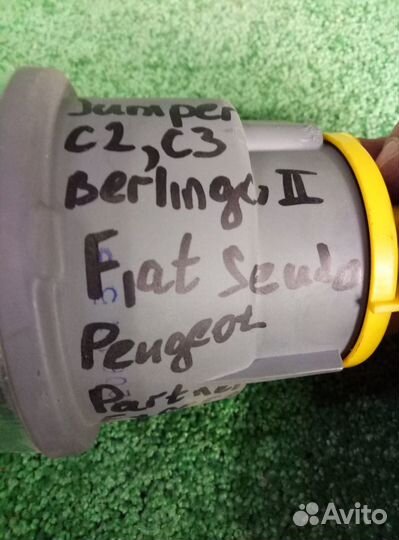 Jumper
C2, C3
Berlingo, II
Fiat Scudo
Peugeot
Partner
Avito